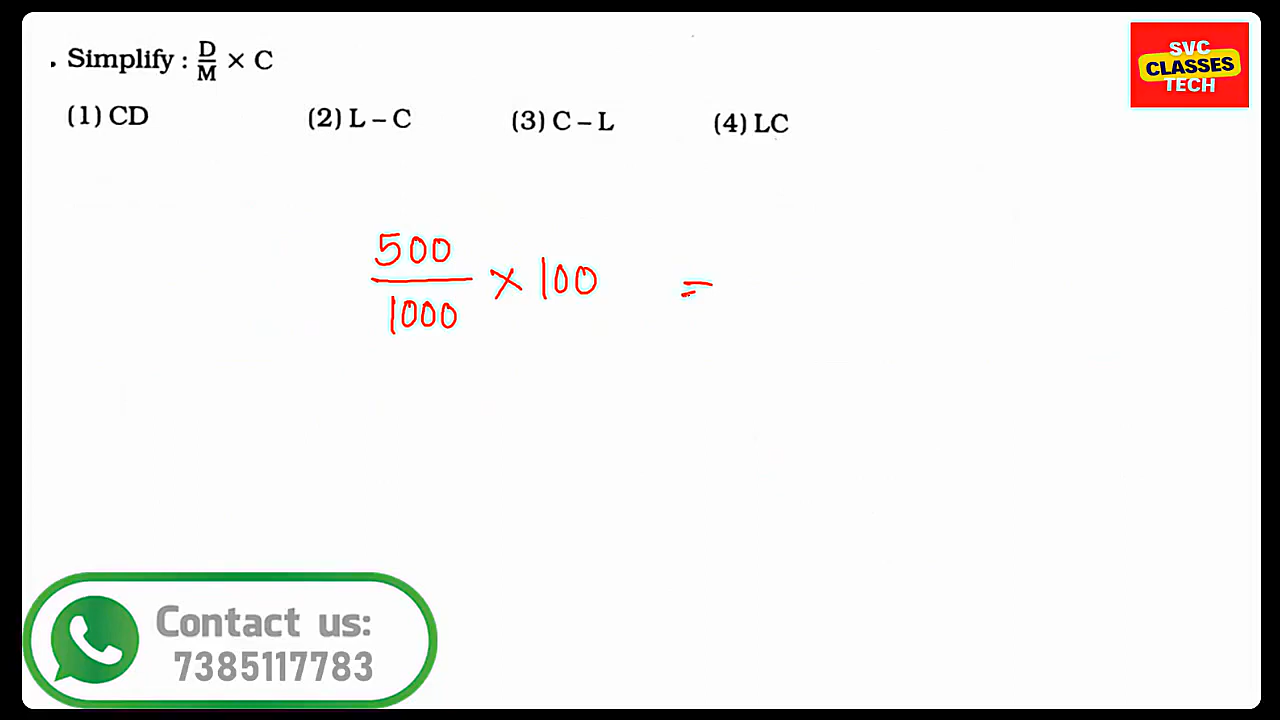 . Simplify : D/M × C
(1) CD (2) L – C (3) C – L (4) LC
500/1000 × 100 =
SVC
CLASSES
TECH
Contact us:
7385117783